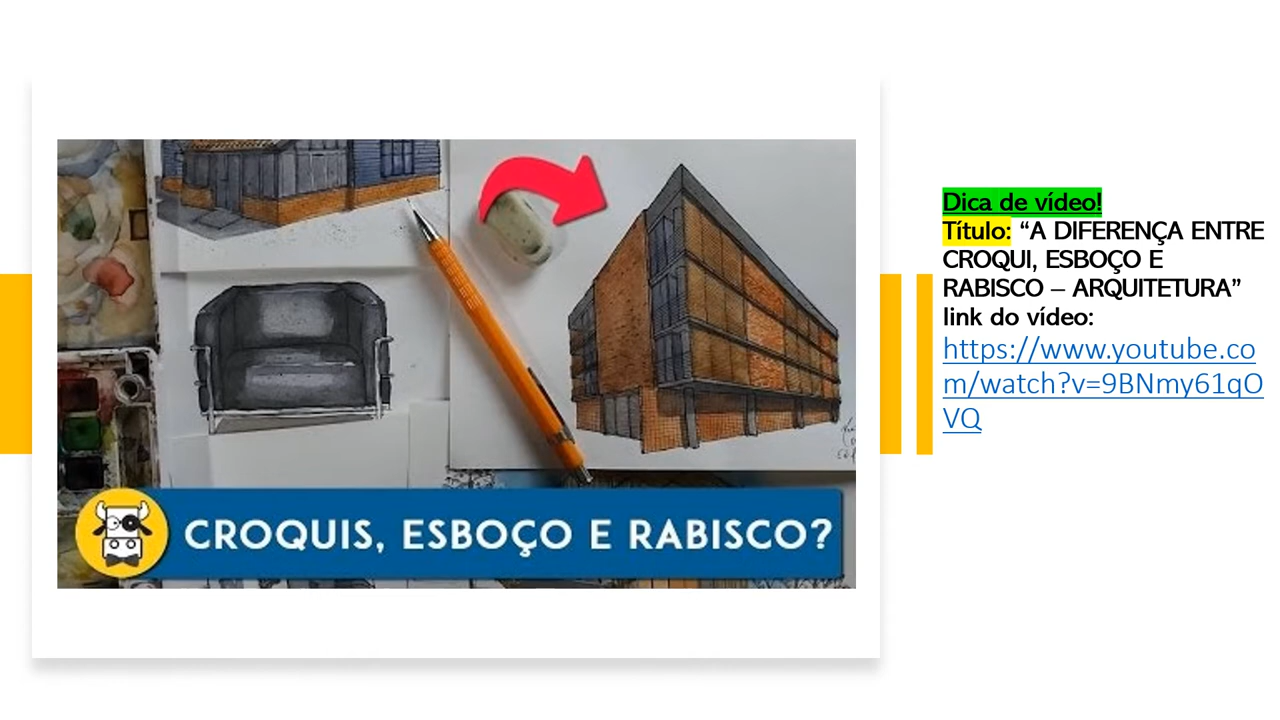 CROQUIS, ESBOÇO E RABISCO?
Dica de vídeo!
Título: “A DIFERENÇA ENTRE
CROQUI, ESBOÇO E
RABISCO – ARQUITETURA”
link do vídeo:
https://www.youtube.co
m/watch?v=9BNmy61qO
VQ